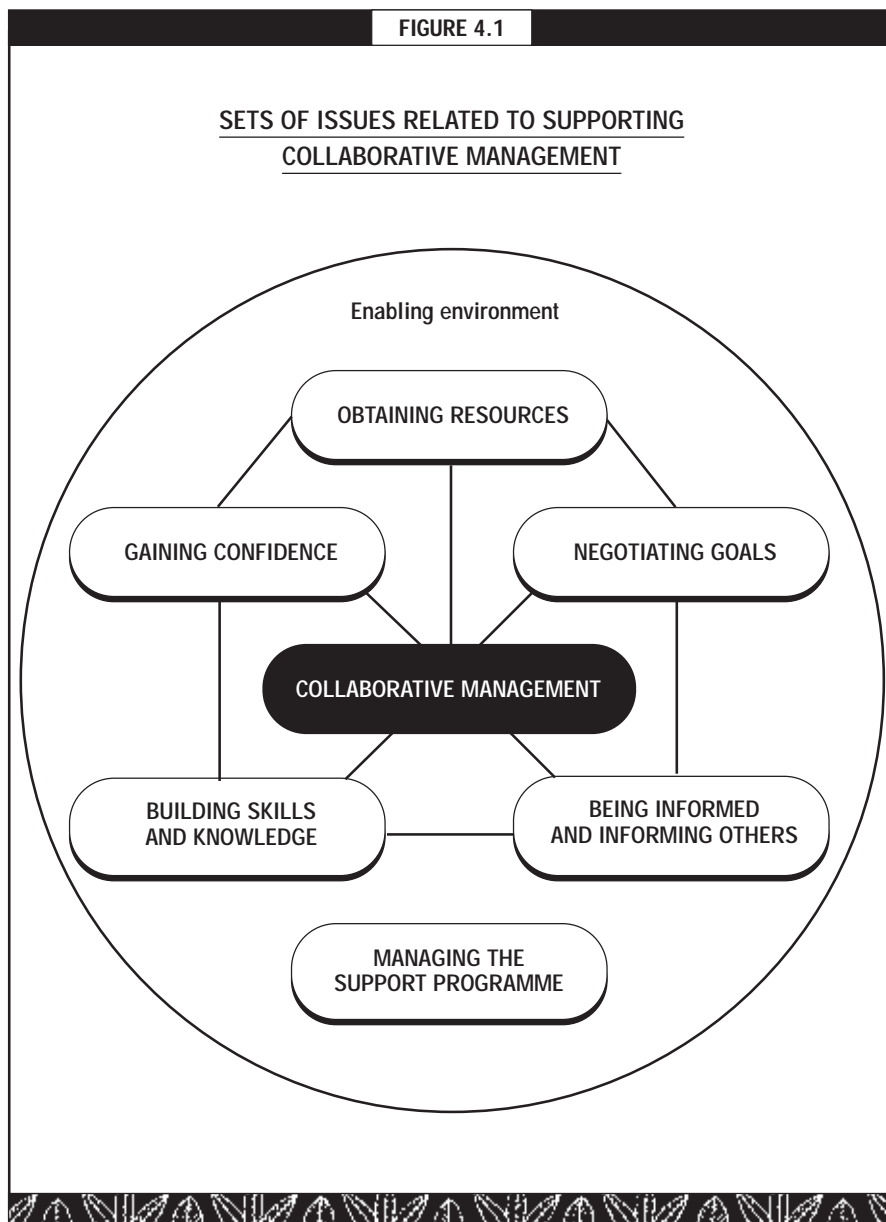 FIGURE 4.1
SETS OF ISSUES RELATED TO SUPPORTING
COLLABORATIVE MANAGEMENT
Enabling environment
OBTAINING RESOURCES
GAINING CONFIDENCE
NEGOTIATING GOALS
COLLABORATIVE MANAGEMENT
BUILDING SKILLS
AND KNOWLEDGE
BEING INFORMED
AND INFORMING OTHERS
MANAGING THE
SUPPORT PROGRAMME